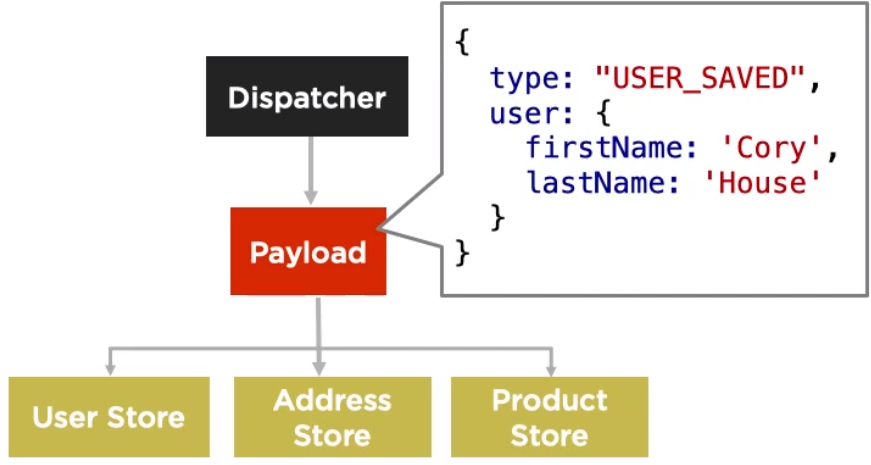 Dispatcher
{
type: "USER_SAVED",
user: {
firstName: 'Cory',
lastName: 'House'
}
}
Payload
User Store
Address
Store
Product
Store